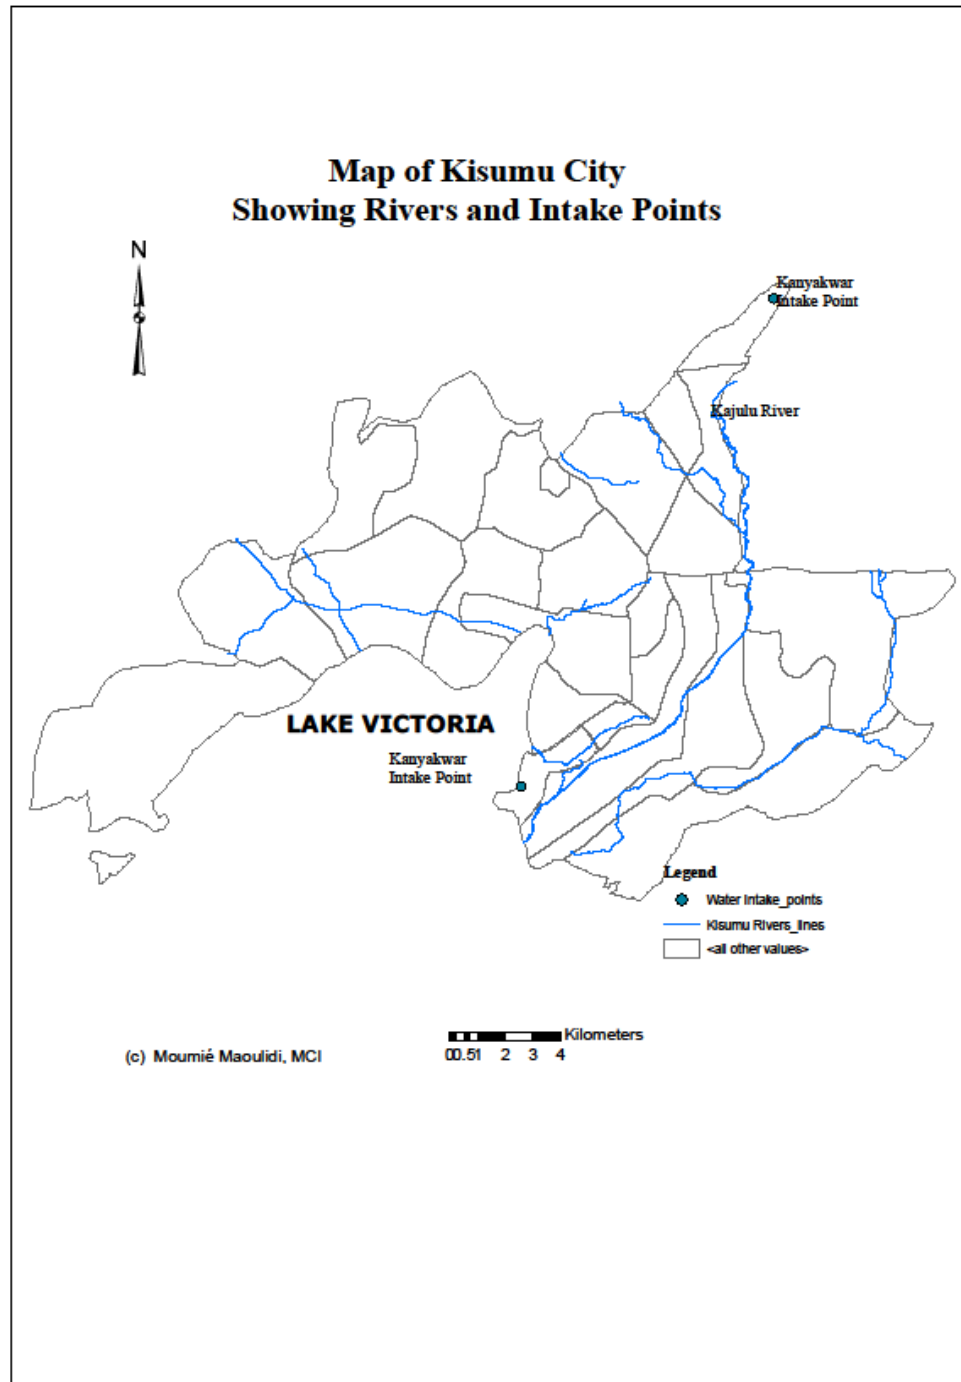 Map of Kisumu City
Showing Rivers and Intake Points
N
Kanyakwar
Intake Point
Kajulu River
LAKE VICTORIA
Kanyakwar
Intake Point
Legend
Water Intake_points
Kisumu Rivers_lines
<all other values>
Kilometers
00.51 2 3 4
(c) Moumié Maoulidi, MCI